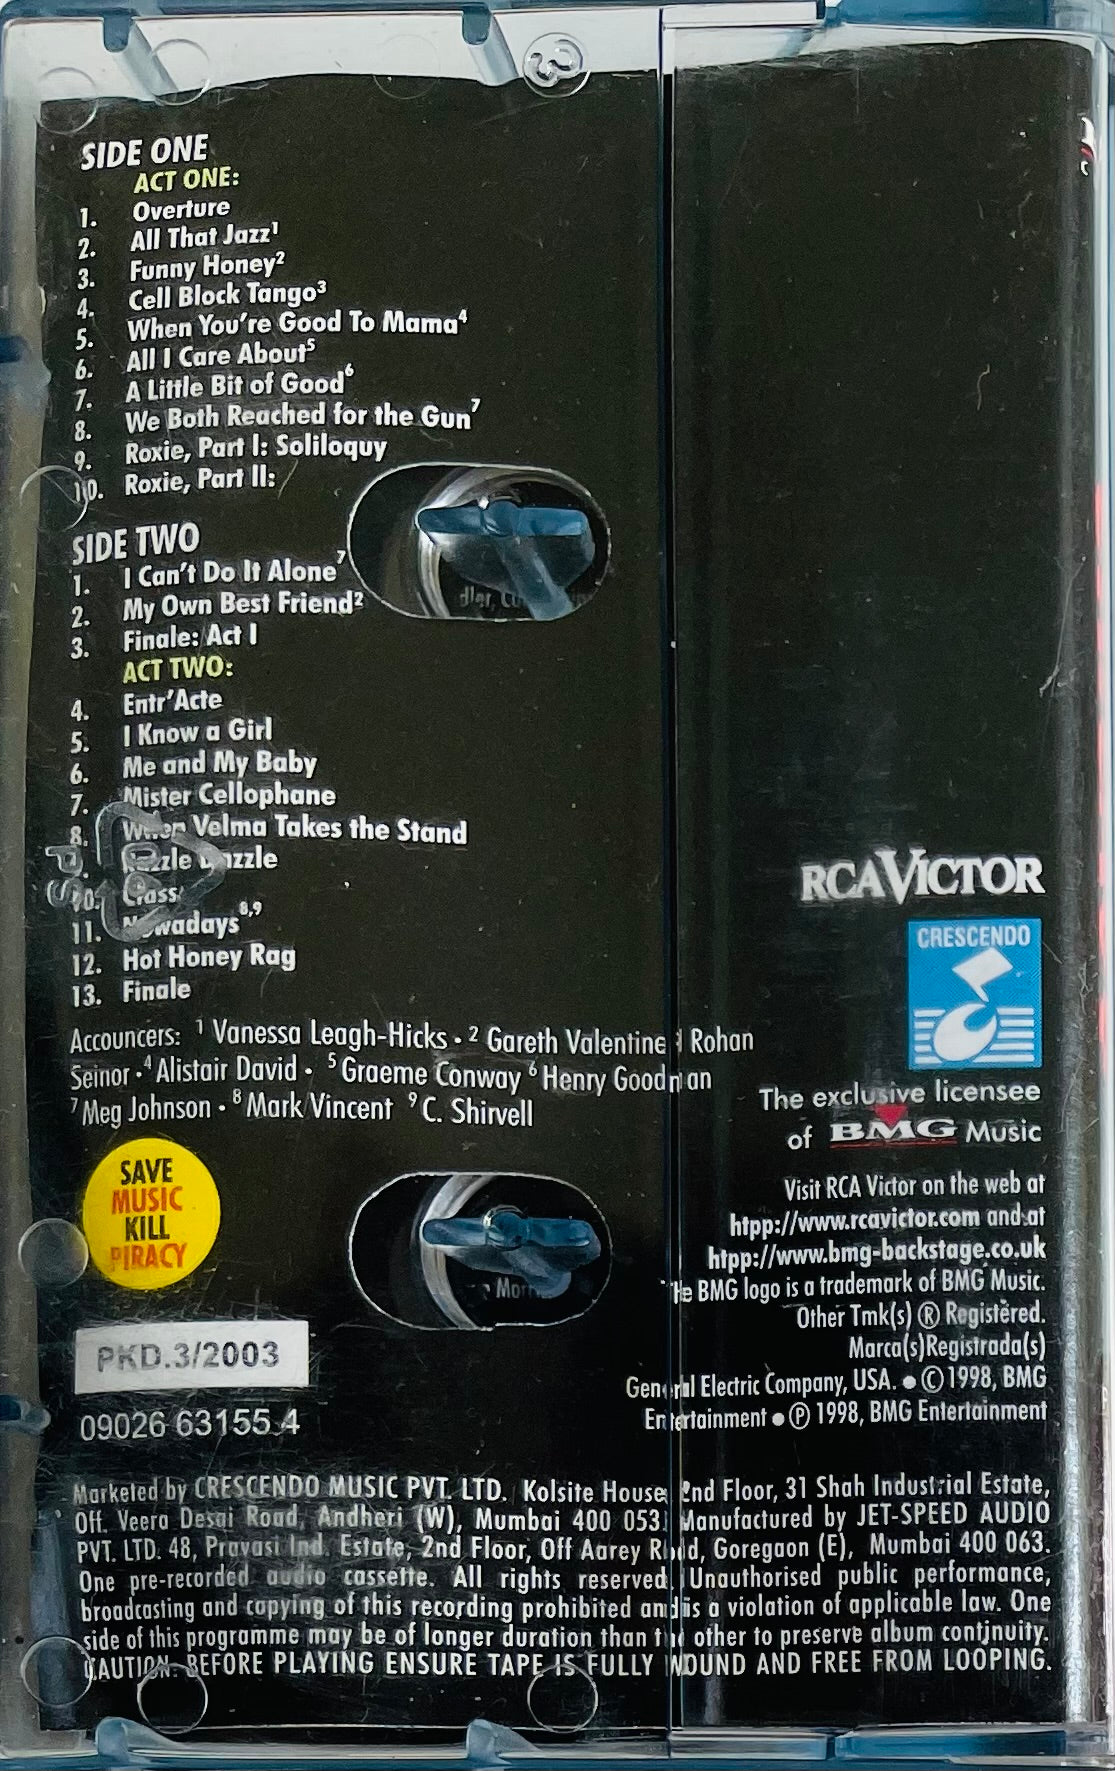 SIDE ONE
ACT ONE:
1. Overture
2. All That Jazz¹
3. Funny Honey²
4. Cell Block Tango³
5. When You're Good To Mama⁴
6. All I Care About⁵
7. A Little Bit of Good⁶
8. We Both Reached for the Gun⁷
9. Roxie, Part I: Soliloquy
10. Roxie, Part II:
SIDE TWO
1. I Can't Do It Alone⁷
2. My Own Best Friend²
3. Finale: Act I
ACT TWO:
4. Entr'Acte
5. I Know a Girl
6. Me and My Baby
7. Mister Cellophane
8. When Velma Takes the Stand
9. Razzle Dazzle
10. Class
11. Nowadays⁸,⁹
12. Hot Honey Rag
13. Finale
Accouncers: ¹ Vanessa Leagh-Hicks • ² Gareth Valentine Rohan
Seinor •⁴ Alistair David • ⁵ Graeme Conway ⁶ Henry Goodman
⁷ Meg Johnson • ⁸ Mark Vincent ⁹ C. Shirvell
SAVE
MUSIC
KILL
PIRACY
PKD.3/2003
09026 63155 4
RCA VICTOR
CRESCENDO
The exclusive licensee
of BMG Music
Visit RCA Victor on the web at
htpp://www.rcavictor.com and at
htpp://www.bmg-backstage.co.uk
The BMG logo is a trademark of BMG Music.
Other Tmk(s) ® Registered.
Marca(s)Registrada(s)
General Electric Company, USA. ● © 1998, BMG
Entertainment ● ℗ 1998, BMG Entertainment
Marketed by CRESCENDO MUSIC PVT. LTD. Kolsite House 2nd Floor, 31 Shah Industrial Estate,
Off. Veera Desai Road, Andheri (W), Mumbai 400 053. Manufactured by JET-SPEED AUDIO
PVT. LTD. 48, Pravasi Ind. Estate, 2nd Floor, Off Aarey Road, Goregaon (E), Mumbai 400 063.
One pre-recorded audio cassette. All rights reserved Unauthorised public performance,
broadcasting and copying of this recording prohibited and is a violation of applicable law. One
side of this programme may be of longer duration than the other to preserve album continuity.
CAUTION: BEFORE PLAYING ENSURE TAPE IS FULLY WOUND AND FREE FROM LOOPING.